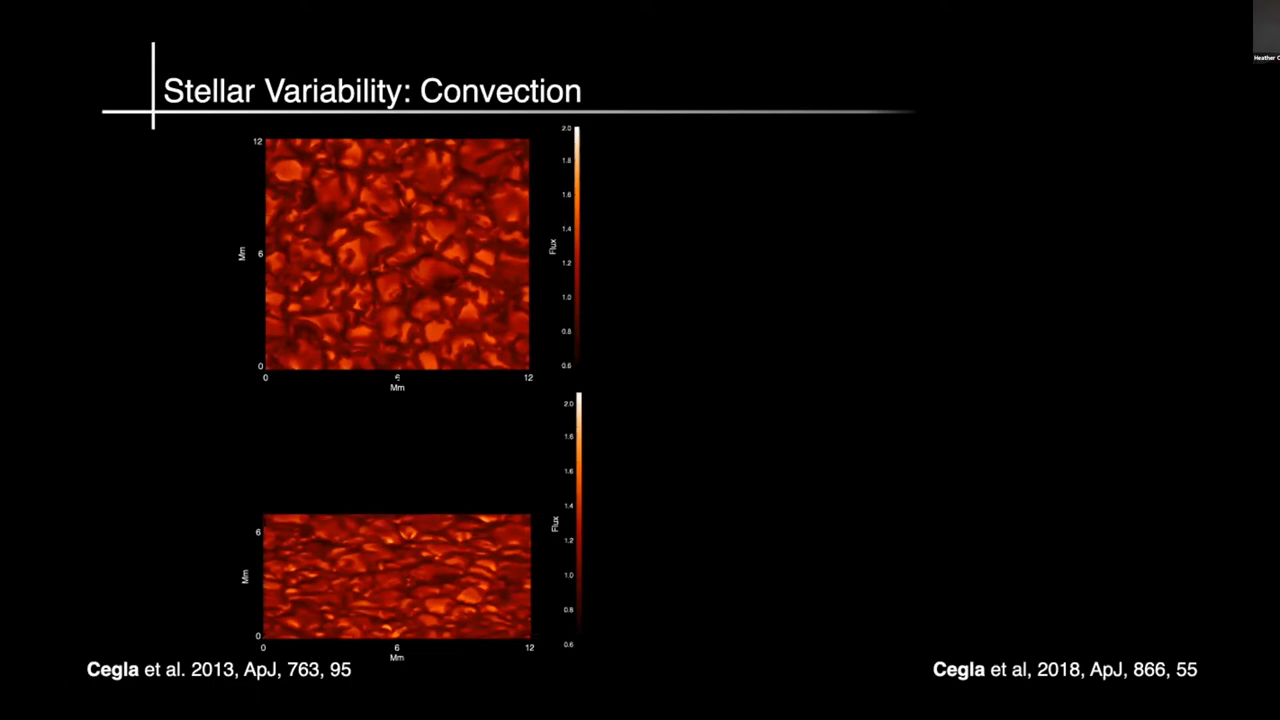 Heather C
Stellar Variability: Convection
12
Mm
6
0
0
6
12
Mm
2.0
1.8
1.6
1.4
1.2
1.0
0.8
0.6
Flux
6
Mm
0
0
6
12
Mm
2.0
1.6
1.6
1.4
1.2
1.0
0.8
0.6
Flux
Cegla et al. 2013, ApJ, 763, 95
Cegla et al, 2018, ApJ, 866, 55